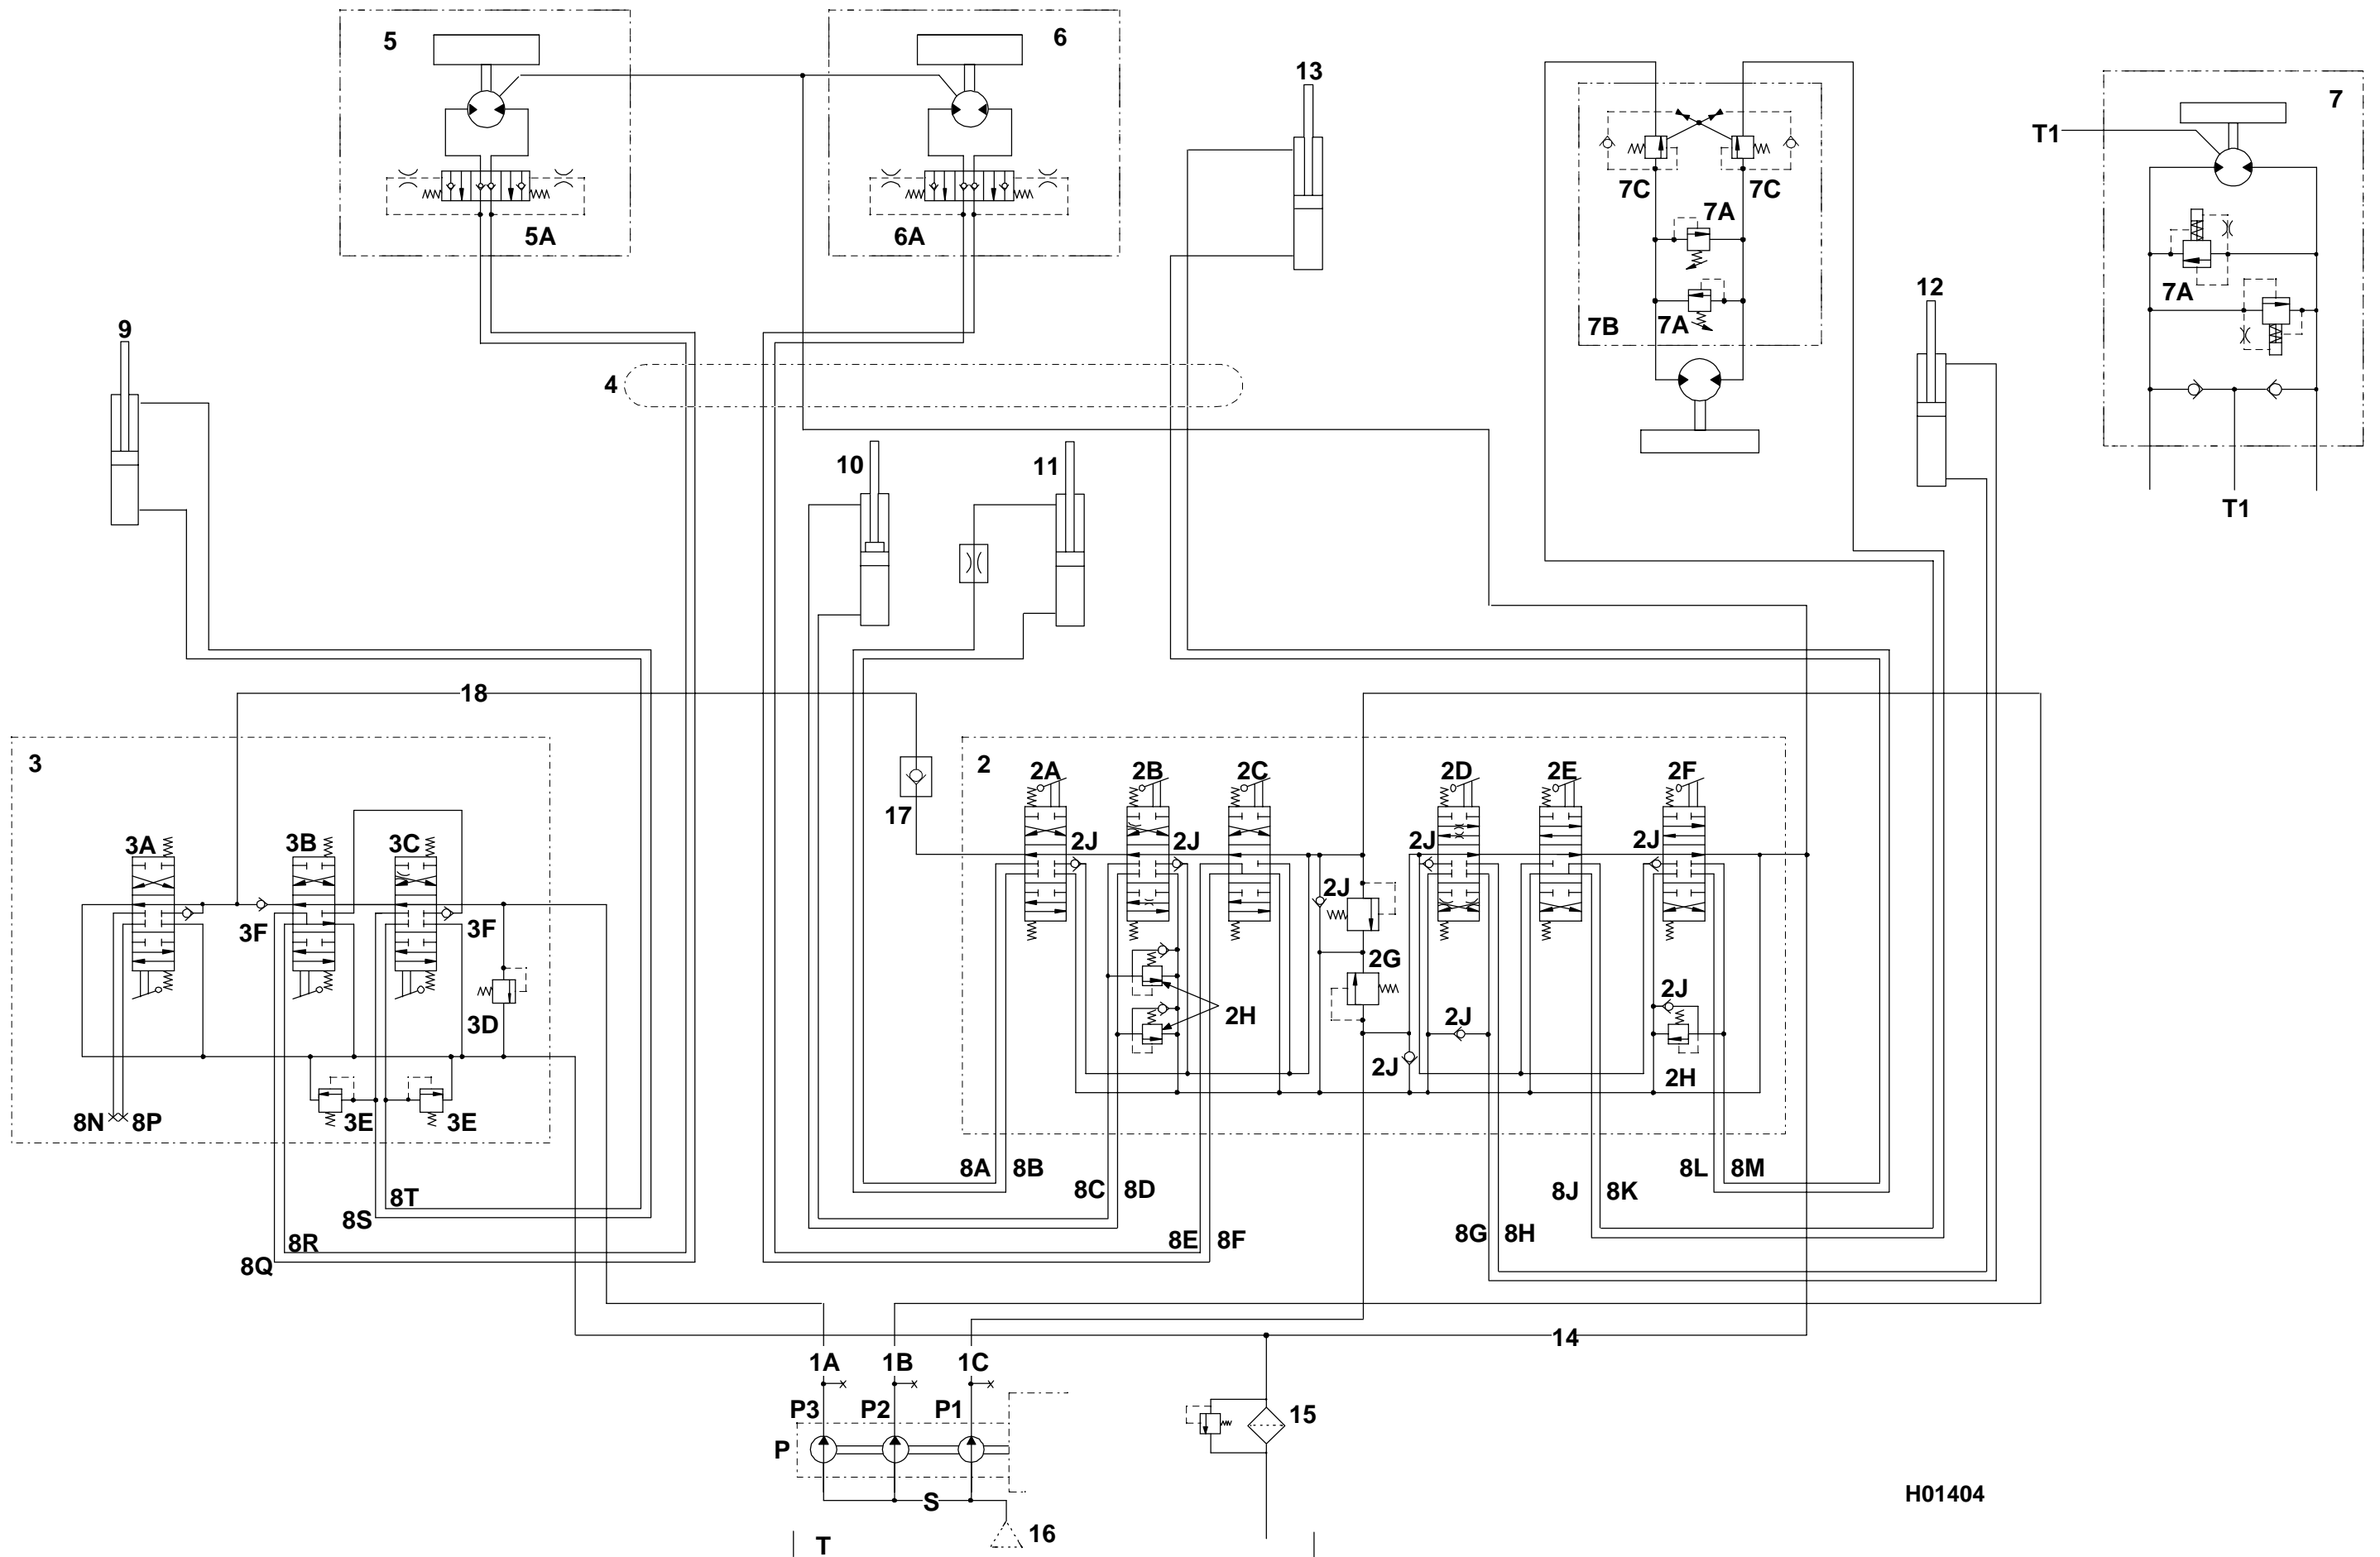 5
6
13
7
T1
7C
7C
7A
5A
6A
12
7A
9
7B
7A
4
10
11
T1
18
3
2
2A
2B
2C
2D
2E
2F
17
3A
3B
3C
2J
2J
2J
2J
2J
3F
3F
2G
2J
3D
2H
2J
2J
2H
8N
8P
3E
3E
8A
8B
8L
8M
8C
8D
8J
8K
8T
8S
8R
8E
8F
8G
8H
8Q
14
1A
1B
1C
P3
P2
P1
15
P
S
H01404
16
T